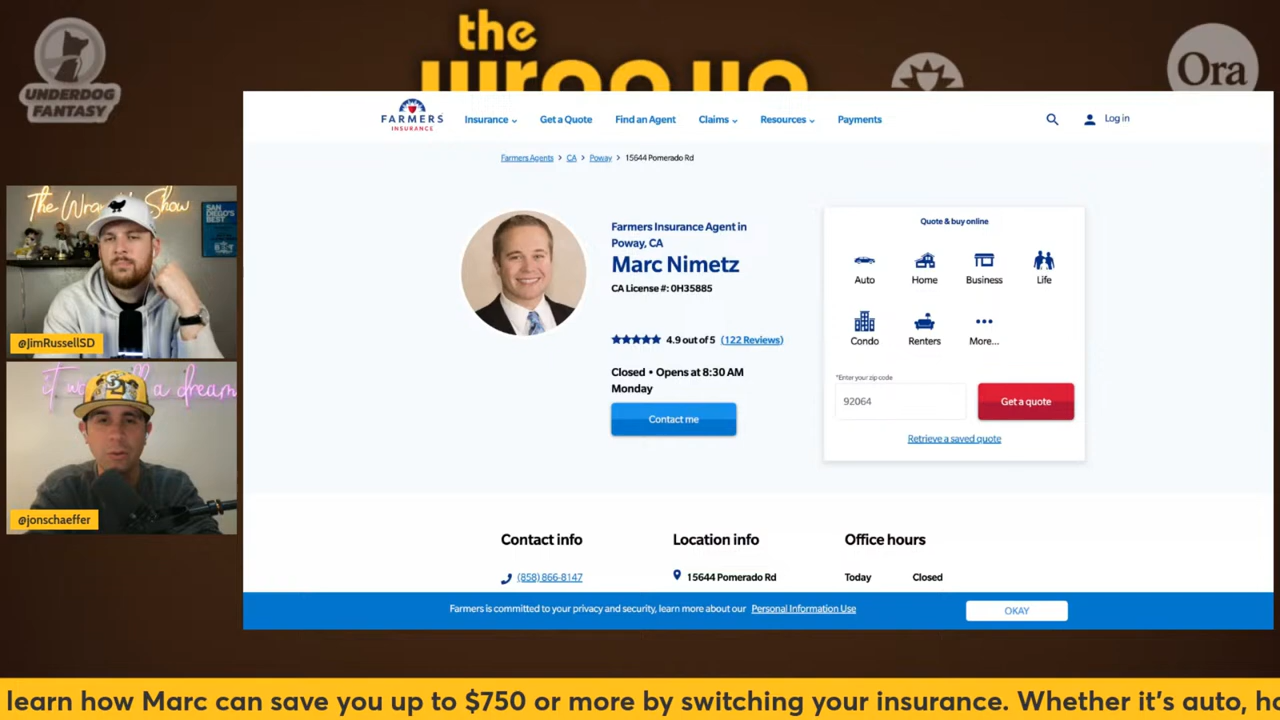 the
wrap up
UNDERDOG
FANTASY
Ora
FARMERS
INSURANCE
Insurance
Get a Quote
Find an Agent
Claims
Resources
Payments
Log in
Farmers Agents > CA > Poway > 15644 Pomerado Rd
Farmers Insurance Agent in
Poway, CA
Marc Nimetz
CA License #: 0H35885
4.9 out of 5 (122 Reviews)
Closed • Opens at 8:30 AM
Monday
Contact me
Quote & buy online
Auto
Home
Business
Life
Condo
Renters
More...
*Enter your zip code
92064
Get a quote
Retrieve a saved quote
Contact info
(858) 866-8147
Location info
15644 Pomerado Rd
Office hours
Today Closed
Farmers is committed to your privacy and security, learn more about our Personal Information Use
OKAY
The Wra Show
SAN
DIEGO'S
BEST
@JimRussellSD
it wa a dream
@jonschaeffer
learn how Marc can save you up to $750 or more by switching your insurance. Whether it's auto, ho